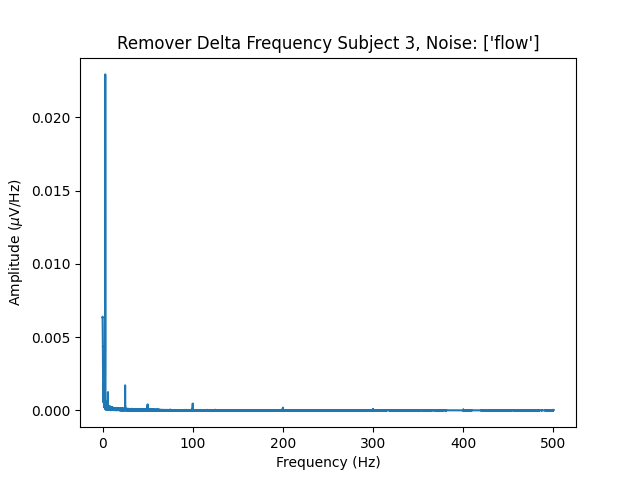 Remover Delta Frequency Subject 3, Noise: ['flow']
Amplitude (μV/Hz)
0.020
0.015
0.010
0.005
0.000
0 100 200 300 400 500
Frequency (Hz)